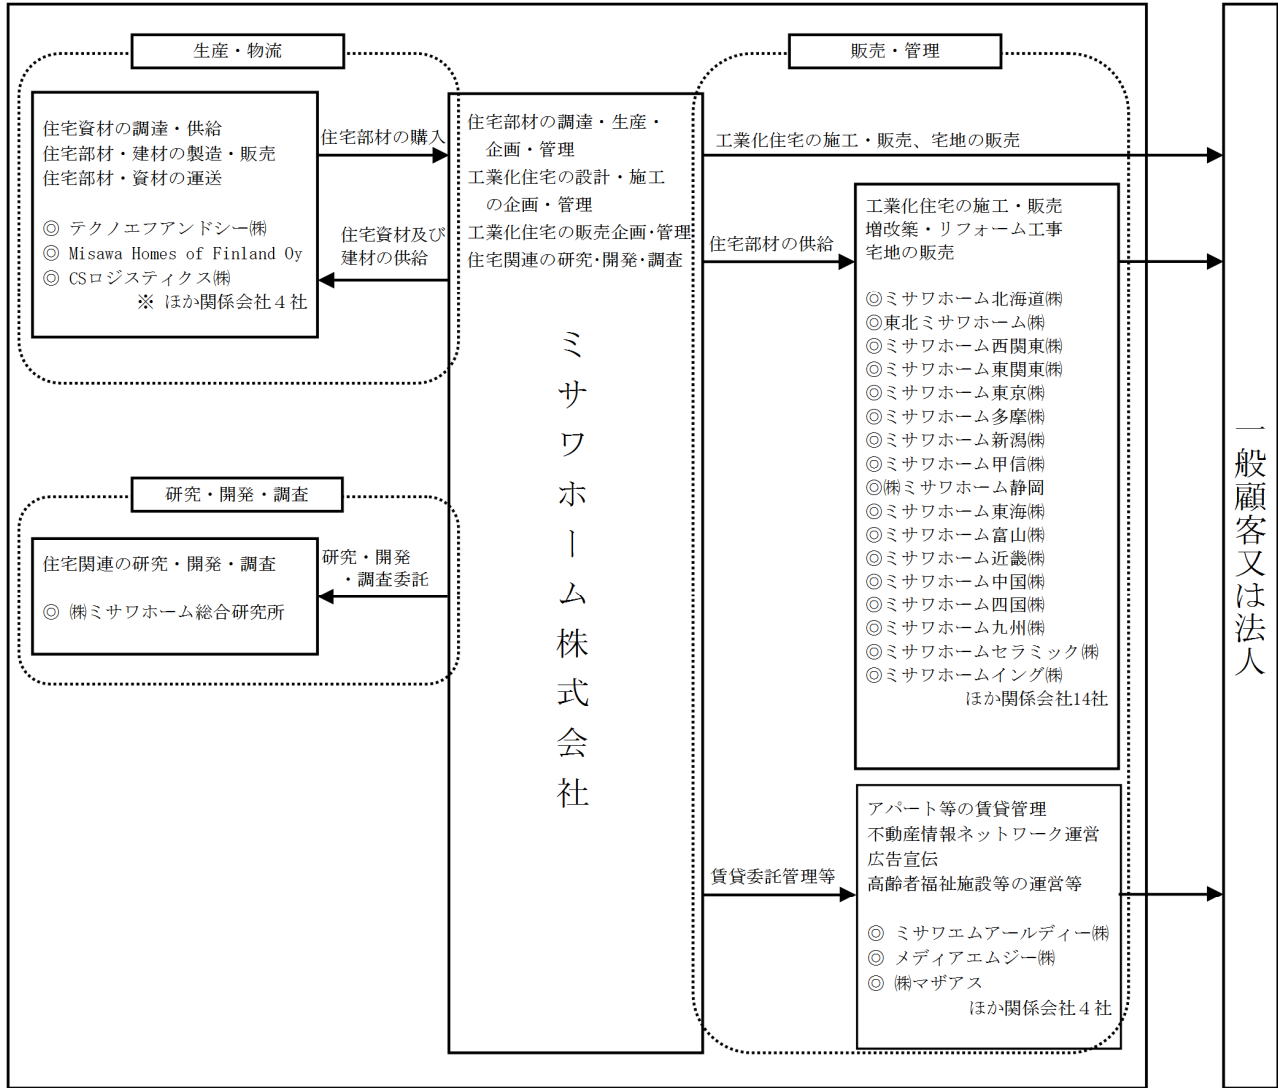 生産・物流
住宅資材の調達・供給
住宅部材・建材の製造・販売
住宅部材・資材の運送
◎ テクノエフアンドシー㈱
◎ Misawa Homes of Finland Oy
◎ CSロジスティクス㈱
※ ほか関係会社４社
住宅部材の購入
住宅資材及び
建材の供給
研究・開発・調査
住宅関連の研究・開発・調査
◎ ㈱ミサワホーム総合研究所
研究・開発
・調査委託
住宅部材の調達・生産・
企画・管理
工業化住宅の設計・施工
の企画・管理
工業化住宅の販売企画・管理
住宅関連の研究・開発・調査
ミサワホーム株式会社
販売・管理
工業化住宅の施工・販売、宅地の販売
住宅部材の供給
工業化住宅の施工・販売
増改築・リフォーム工事
宅地の販売
◎ミサワホーム北海道㈱
◎東北ミサワホーム㈱
◎ミサワホーム西関東㈱
◎ミサワホーム東関東㈱
◎ミサワホーム東京㈱
◎ミサワホーム多摩㈱
◎ミサワホーム新潟㈱
◎ミサワホーム甲信㈱
◎㈱ミサワホーム静岡
◎ミサワホーム東海㈱
◎ミサワホーム富山㈱
◎ミサワホーム近畿㈱
◎ミサワホーム中国㈱
◎ミサワホーム四国㈱
◎ミサワホーム九州㈱
◎ミサワホームセラミック㈱
◎ミサワホームイング㈱
ほか関係会社14社
賃貸委託管理等
アパート等の賃貸管理
不動産情報ネットワーク運営
広告宣伝
高齢者福祉施設等の運営等
◎ ミサワエムアールディー㈱
◎ メディアエムジー㈱
◎ ㈱マザアス
ほか関係会社４社
一般顧客又は法人